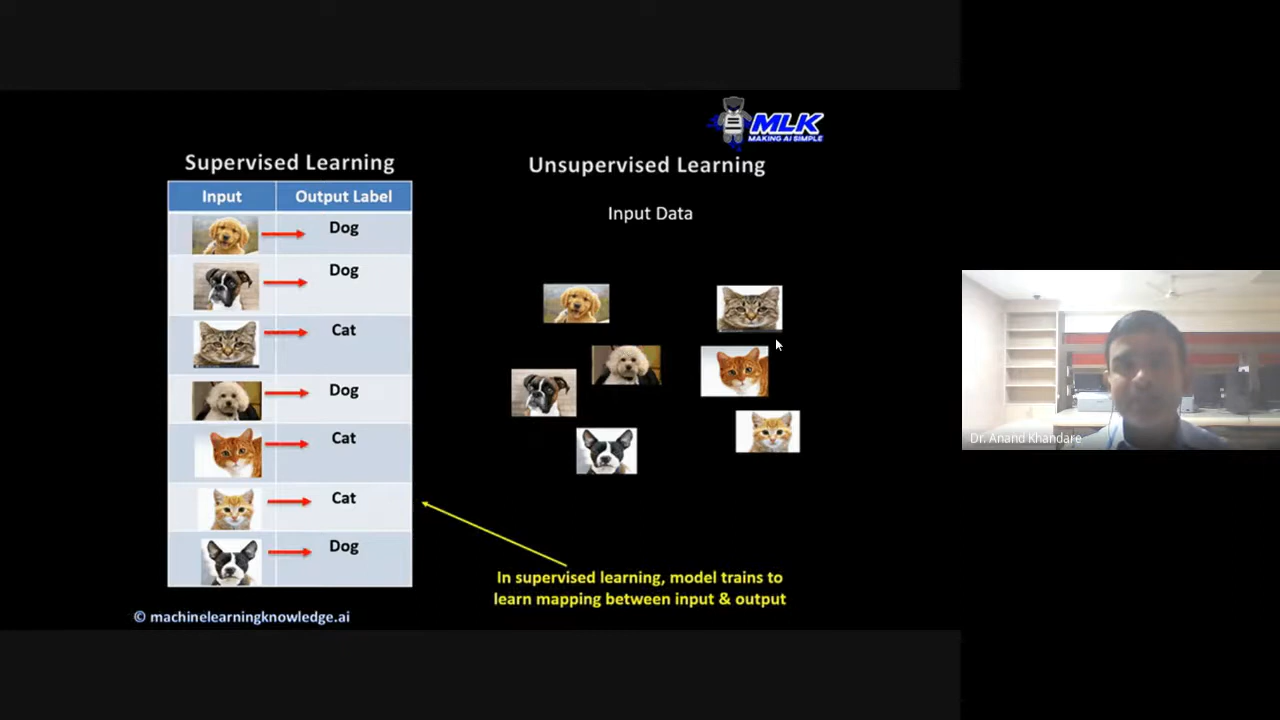 MLK
MAKING AI SIMPLE
Supervised Learning
Input
Output Label
Dog
Dog
Cat
Dog
Cat
Cat
Dog
© machinelearningknowledge.ai
Unsupervised Learning
Input Data
In supervised learning, model trains to
learn mapping between input & output
Dr. Anand Khandare